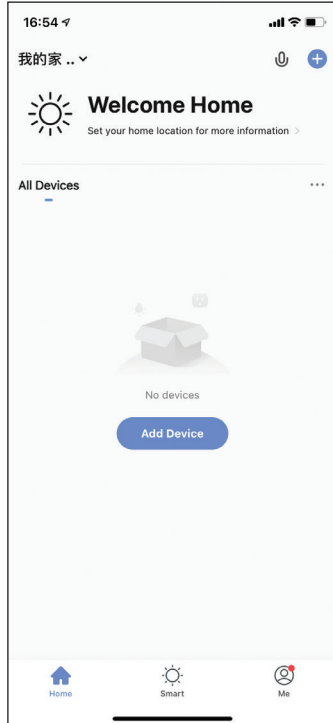 16:54
我的家 ..
Welcome Home
Set your home location for more information
All Devices
No devices
Add Device
Home
Smart
Me